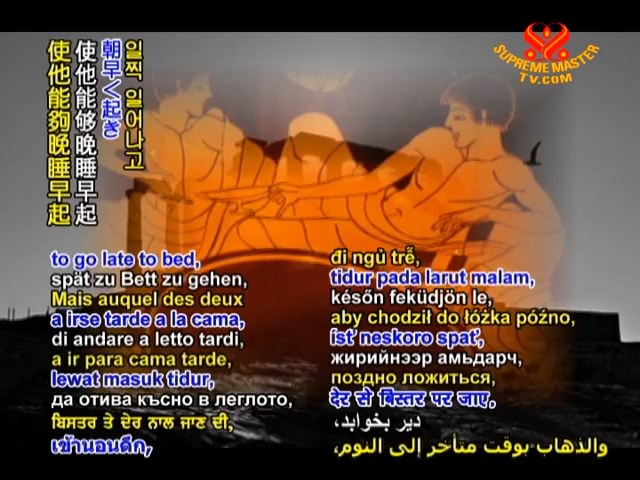 SUPREME MASTER
TV.COM
일찍 일어나고
朝早く起き
使他能够晚睡早起
使他能夠晚睡早起
to go late to bed,
spät zu Bett zu gehen,
Mais auquel des deux
a irse tarde a la cama,
di andare a letto tardi,
a ir para cama tarde,
lewat masuk tidur,
да отива късно в леглото,
ਬਿਸਤਰ ਤੇ ਦੇਰ ਨਾਲ ਜਾਣ ਦੀ,
เข้านอนดึก,
đi ngủ trễ,
tidur pada larut malam,
későn feküdjön le,
aby chodził do łóżka późno,
ísť neskoro spať,
жирийнээр амьдарч,
поздно ложиться,
देर से बिस्तर पर जाए,
دیر بخوابد،
والذهاب بوقت متأخر إلى النوم،